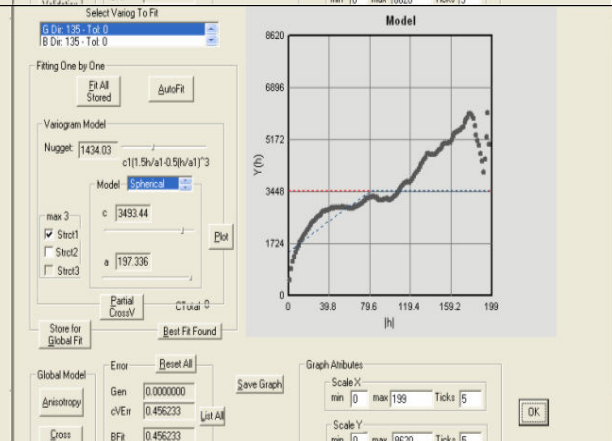 Select Variog To Fit
G Dir: 135 - Tol: 0
B Dir: 135 - Tol: 0
Fitting One by One
Fit All Stored
AutoFit
Variogram Model
Nugget: 1434.03
c1(1.5h/a1-0.5(h/a1)^3
Model Spherical
max 3
c 3493.44
Strct1
Strct2
Strct3
a 197.336
Plot
Partial CrossV
CTotal 0
Store for Global Fit
Best Fit Found
Model
8620
6896
5172
3448
1724
0
Y(h)
0 39.8 79.6 119.4 159.2 199
|h|
Global Model
Anisotropy
Cross
Error
Reset All
Gen 0.0000000
cVErr 0.456233
BFit 0.456233
List All
Save Graph
Graph Atributes
Scale X
min 0 max 199 Ticks 5
Scale Y
min 0 max 8620 Ticks 5
OK